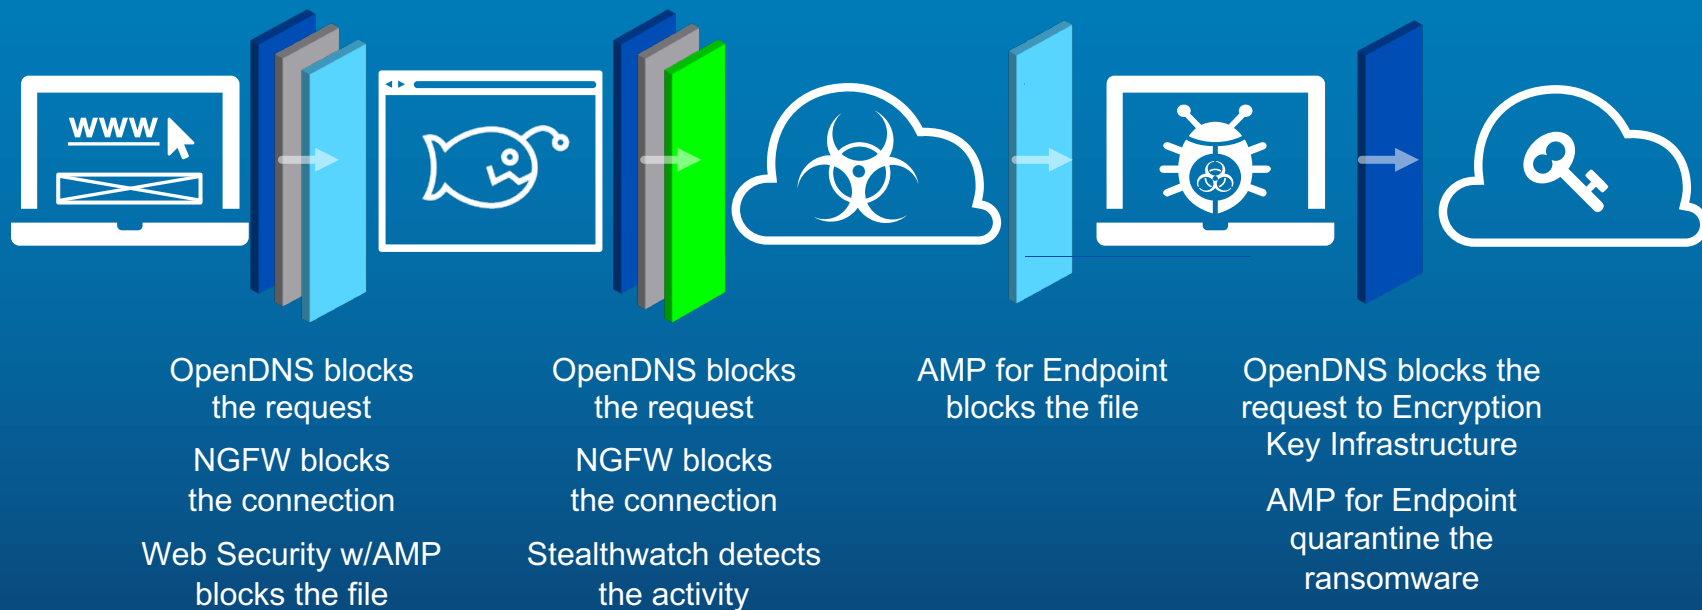 www
OpenDNS blocks
the request
NGFW blocks
the connection
Web Security w/AMP
blocks the file
OpenDNS blocks
the request
NGFW blocks
the connection
Stealthwatch detects
the activity
AMP for Endpoint
blocks the file
OpenDNS blocks the
request to Encryption
Key Infrastructure
AMP for Endpoint
quarantine the
ransomware